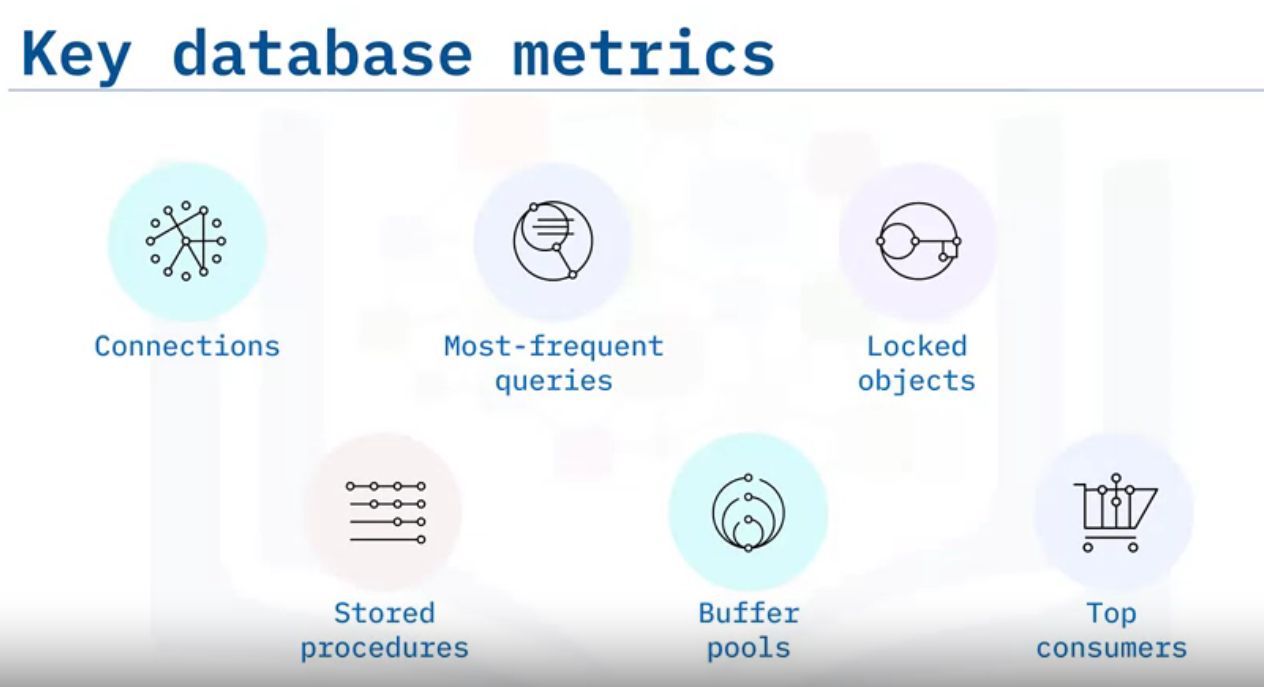 Key database metrics
Connections
Most-frequent
queries
Locked
objects
Stored
procedures
Buffer
pools
Top
consumers